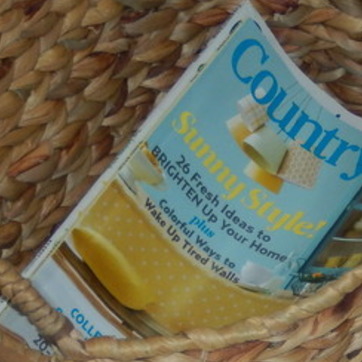 Country
Sunny Style!
26 Fresh Ideas to
BRIGHTEN Up Your Home
plus
Colorful Ways to
Wake Up Tired Walls